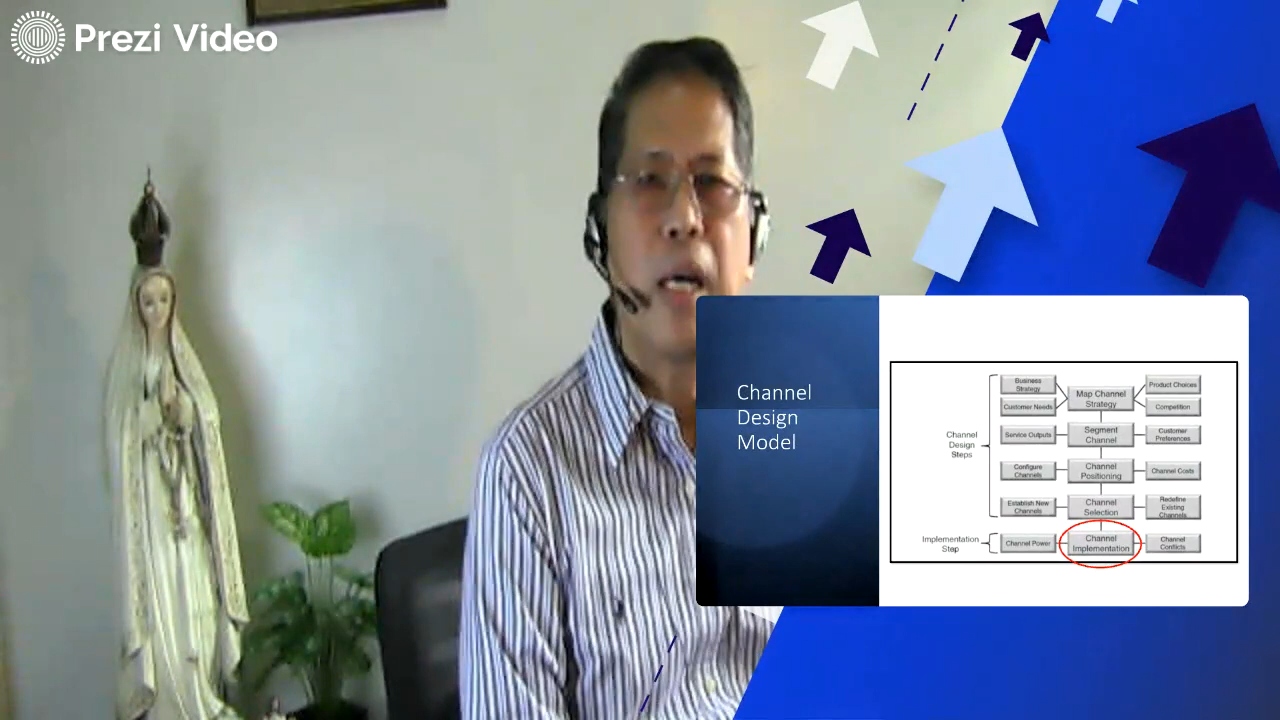 Prezi Video
Channel
Design
Model
Business
Strategy
Customer Needs
Map Channel
Strategy
Product Choices
Competition
Service Outputs
Segment
Channel
Customer
Preferences
Channel
Design
Steps
Configure
Channels
Channel
Positioning
Channel Costs
Establish New
Channels
Channel
Selection
Redefine
Existing
Channels
Implementation
Step
Channel Power
Channel
Implementation
Channel
Conflicts